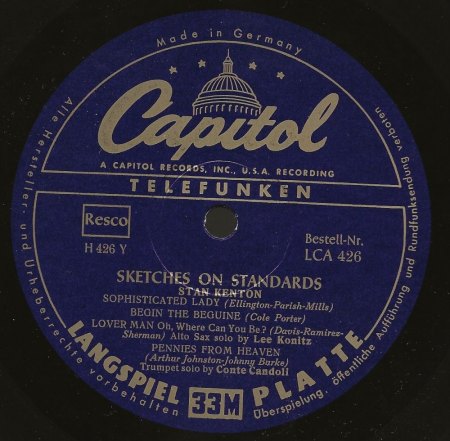 Made in Germany
Capitol
A CAPITOL RECORDS, INC., U.S.A. RECORDING
TELEFUNKEN
Resco
H 426 Y
Bestell-Nr.
LCA 426
SKETCHES ON STANDARDS
STAN KENTON
SOPHISTICATED LADY (Ellington-Parish-Mills)
BEGIN THE BEGUINE (Cole Porter)
LOVER MAN Oh, Where Can You Be? (Davis-Ramirez-
Sherman) Alto Sax solo by Lee Konitz
PENNIES FROM HEAVEN
(Arthur Johnston-Johnny Burke)
Trumpet solo by Conte Candoli
LANGSPIEL 33M PLATTE
Alle Hersteller- und Urheberrechte vorbehalten
Überspielung, öffentliche Aufführung und Rundfunksendung verboten